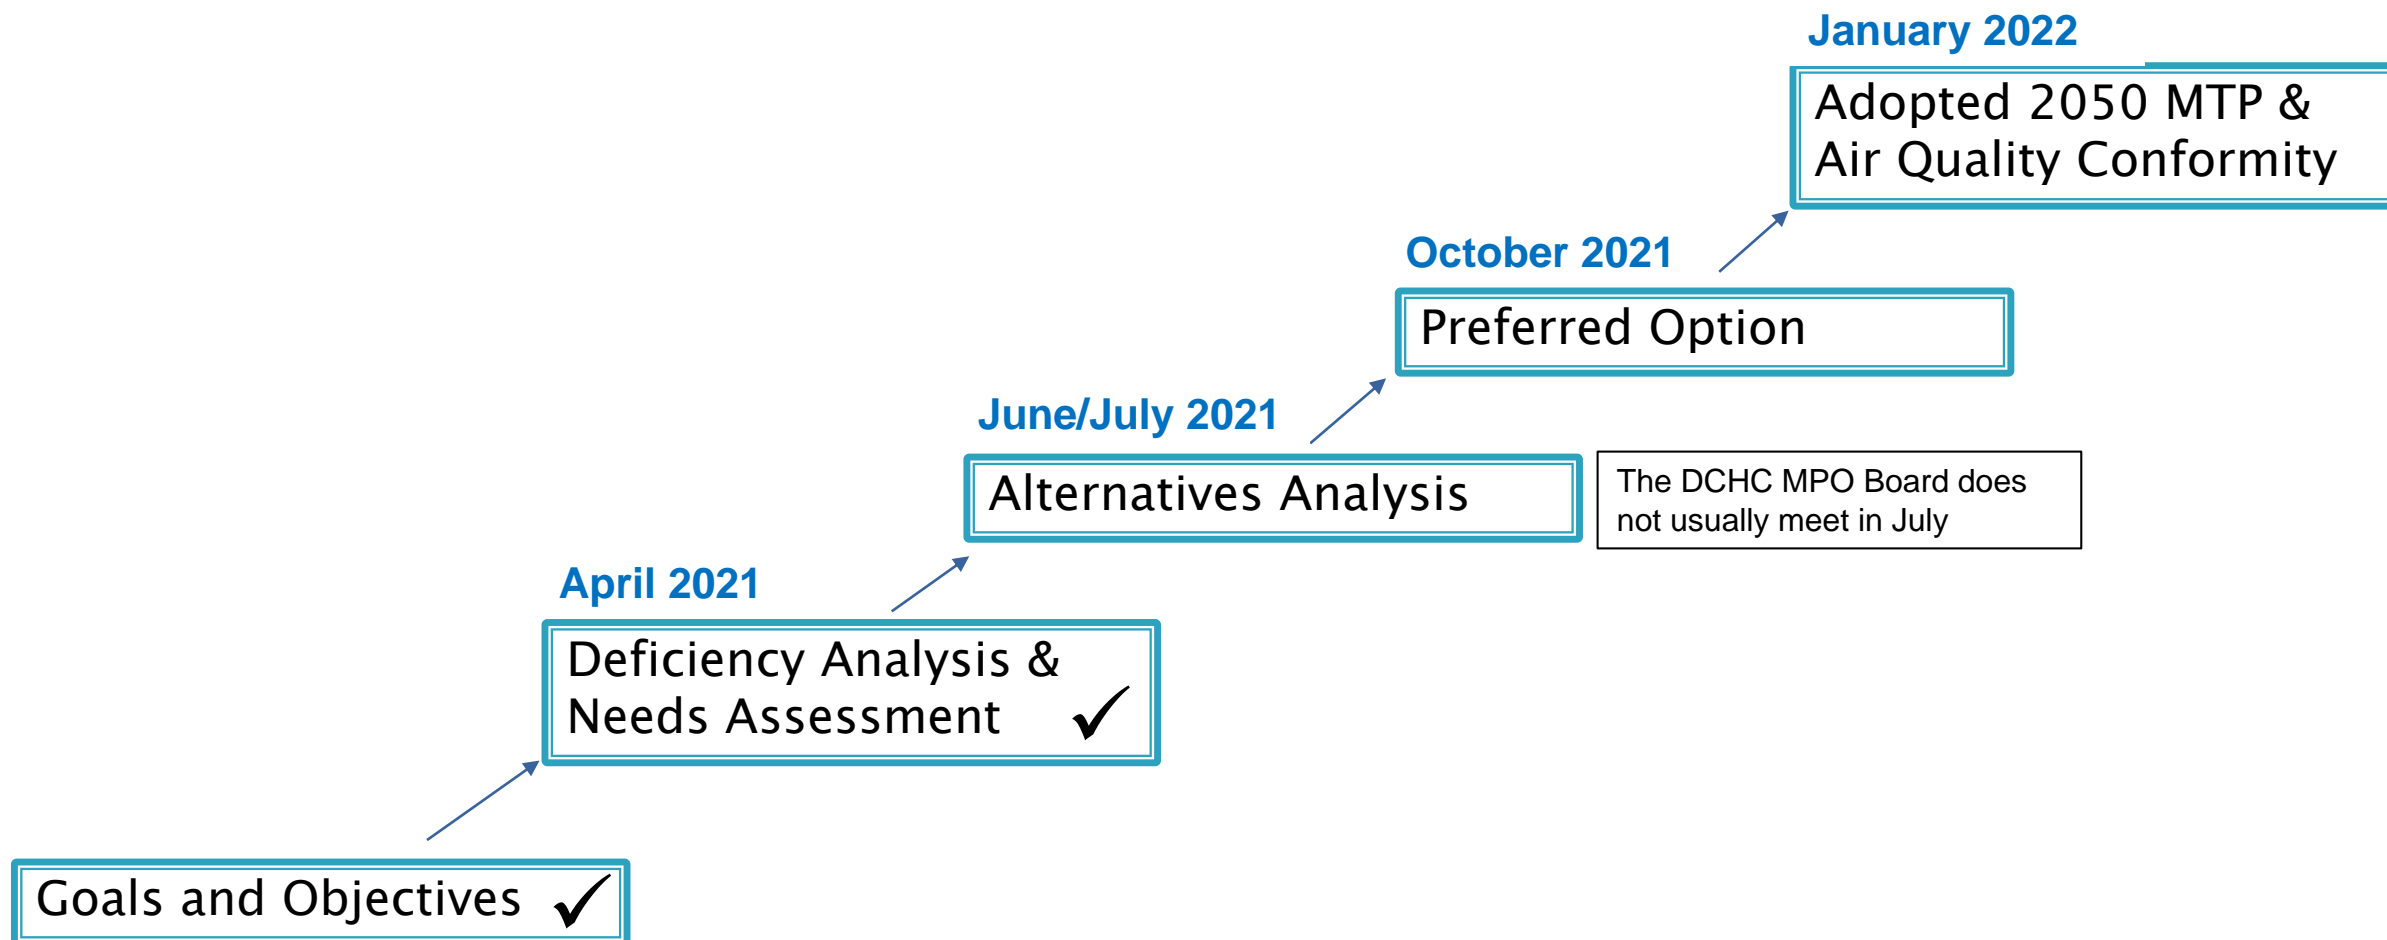 January 2022
Adopted 2050 MTP &
Air Quality Conformity
October 2021
Preferred Option
June/July 2021
Alternatives Analysis
The DCHC MPO Board does
not usually meet in July
April 2021
Deficiency Analysis &
Needs Assessment ✓
Goals and Objectives ✓